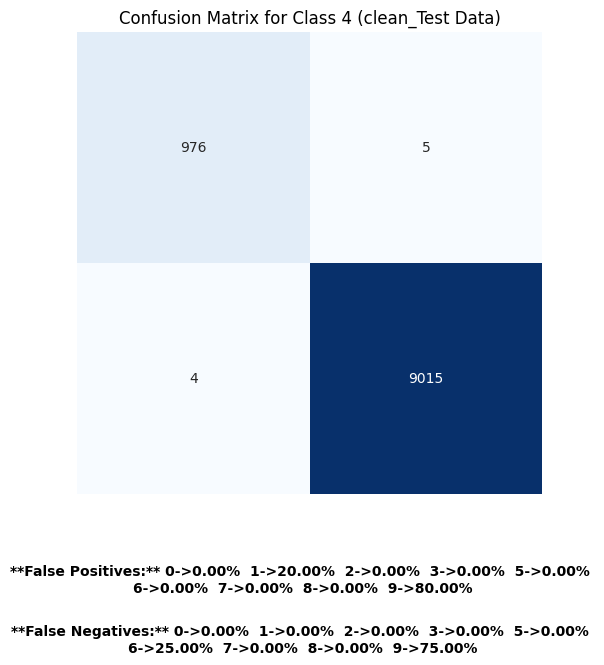 Confusion Matrix for Class 4 (clean_Test Data)
976 5
4 9015
**False Positives:** 0->0.00%  1->20.00%  2->0.00%  3->0.00%  5->0.00%
6->0.00%  7->0.00%  8->0.00%  9->80.00%
**False Negatives:** 0->0.00%  1->0.00%  2->0.00%  3->0.00%  5->0.00%
6->25.00%  7->0.00%  8->0.00%  9->75.00%